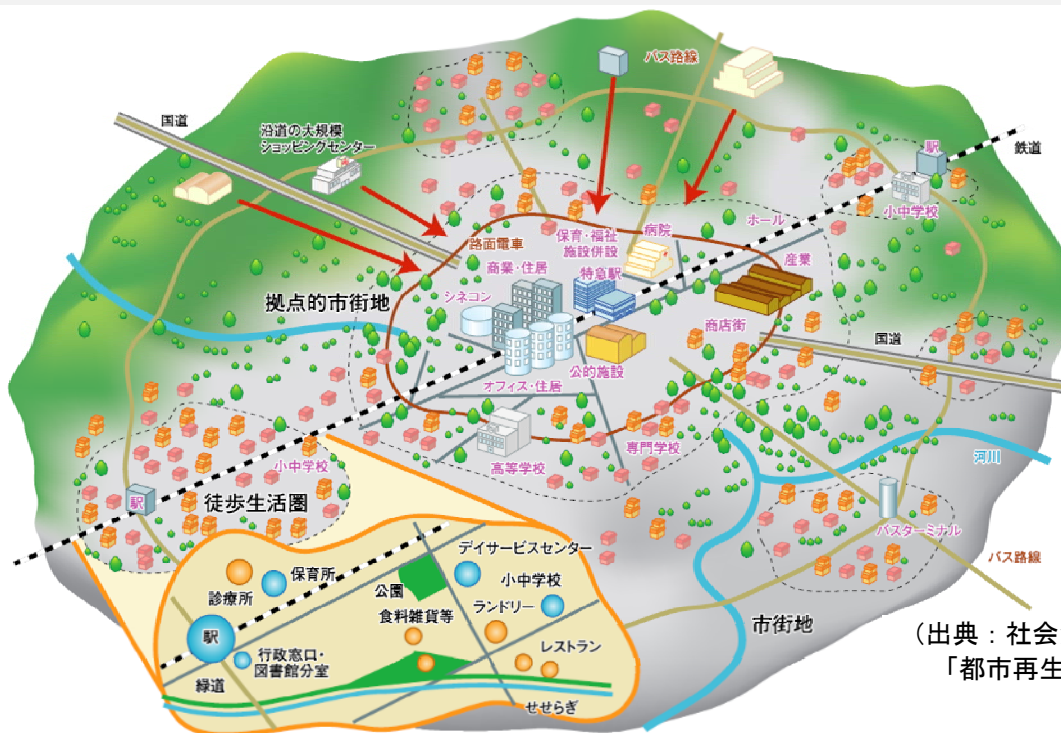 バス路線
国道
沿道の大規模
ショッピングセンター
駅
鉄道
小中学校
ホール
路面電車
保育・福祉
施設併設
病院
商業・住居
特急駅
産業
シネコン
拠点的市街地
商店街
国道
公的施設
オフィス・住居
専門学校
高等学校
河川
小中学校
駅
徒歩生活圏
バスターミナル
バス路線
デイサービスセンター
保育所
診療所
公園
小中学校
食料雑貨等
ランドリー
駅
レストラン
行政窓口・
図書館分室
緑道
せせらぎ
市街地
（出典：社会
「都市再生